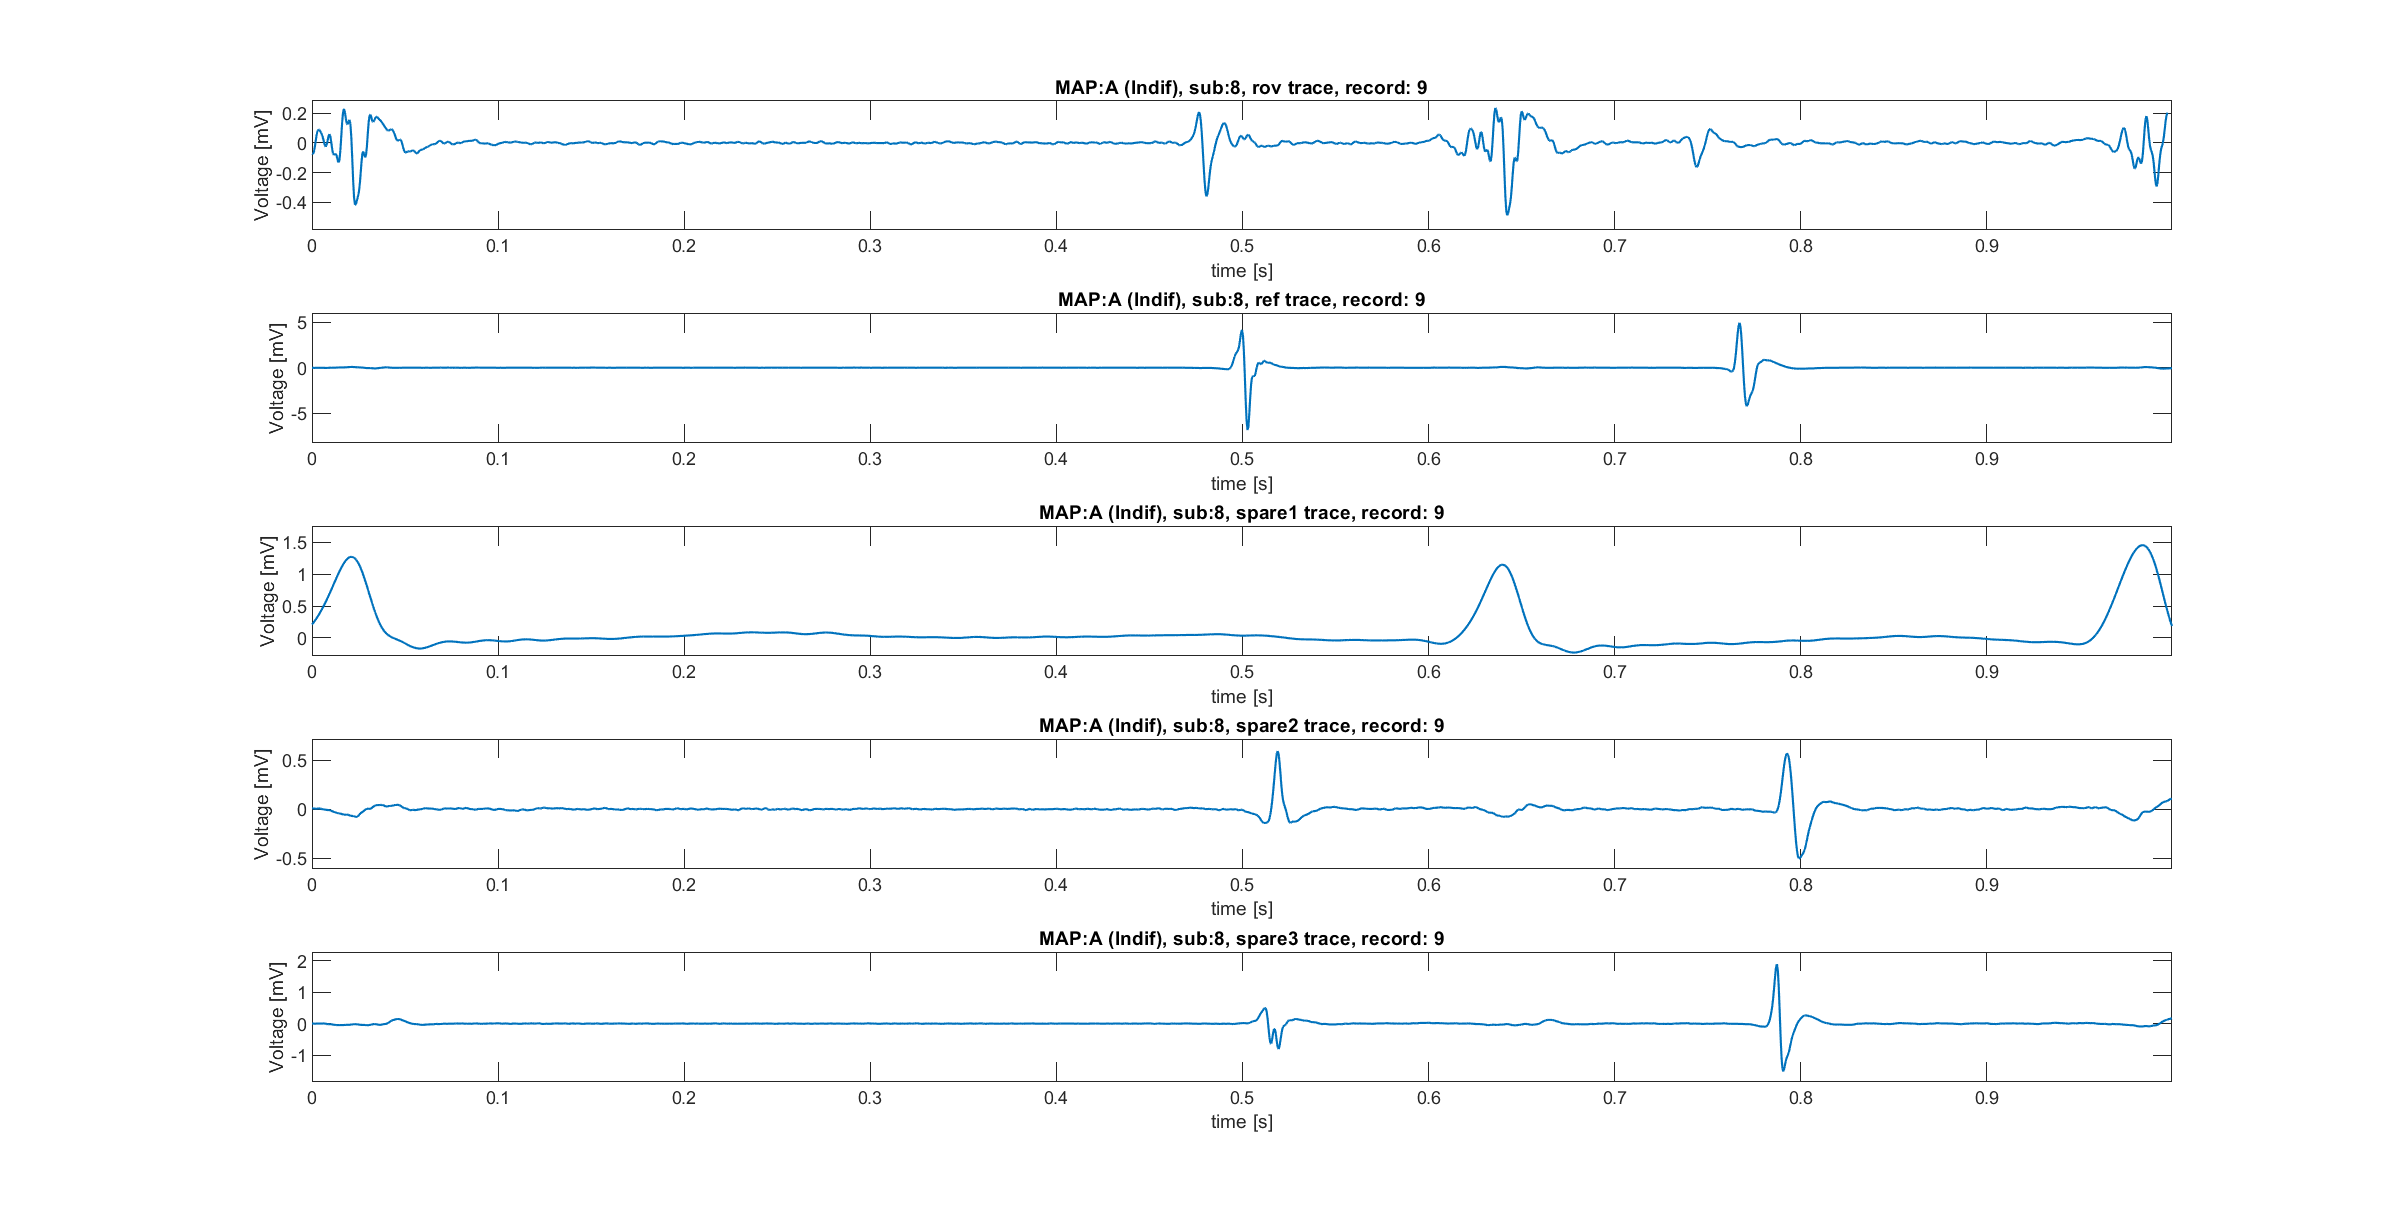 MAP:A (Indif), sub:8, rov trace, record: 9
Voltage [mV]
0.2
0
-0.2
-0.4
0 0.1 0.2 0.3 0.4 0.5 0.6 0.7 0.8 0.9
time [s]
MAP:A (Indif), sub:8, ref trace, record: 9
Voltage [mV]
5
0
-5
0 0.1 0.2 0.3 0.4 0.5 0.6 0.7 0.8 0.9
time [s]
MAP:A (Indif), sub:8, spare1 trace, record: 9
Voltage [mV]
1.5
1
0.5
0
0 0.1 0.2 0.3 0.4 0.5 0.6 0.7 0.8 0.9
time [s]
MAP:A (Indif), sub:8, spare2 trace, record: 9
Voltage [mV]
0.5
0
-0.5
0 0.1 0.2 0.3 0.4 0.5 0.6 0.7 0.8 0.9
time [s]
MAP:A (Indif), sub:8, spare3 trace, record: 9
Voltage [mV]
2
1
0
-1
0 0.1 0.2 0.3 0.4 0.5 0.6 0.7 0.8 0.9
time [s]